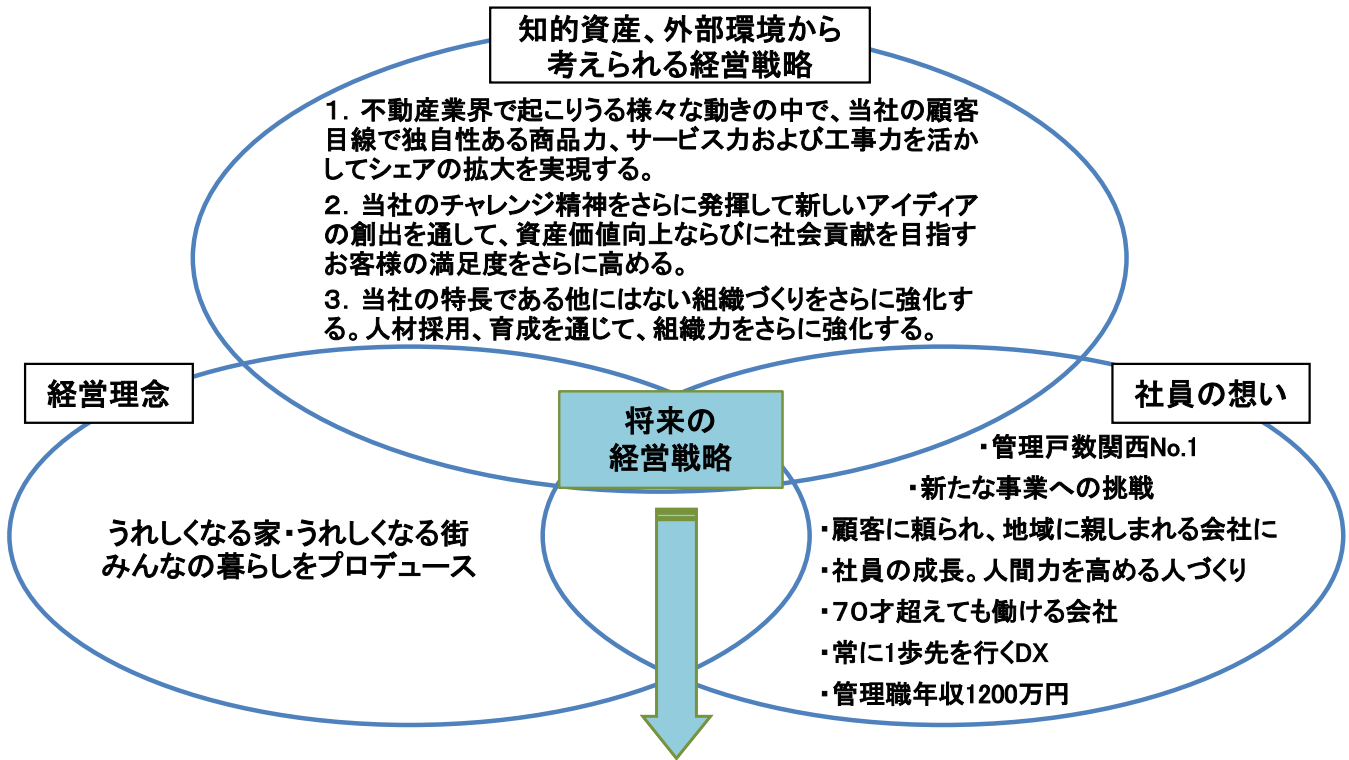 知的資産、外部環境から
考えられる経営戦略
１．不動産業界で起こりうる様々な動きの中で、当社の顧客
目線で独自性ある商品力、サービス力および工事力を活か
してシェアの拡大を実現する。
２．当社のチャレンジ精神をさらに発揮して新しいアイディア
の創出を通して、資産価値向上ならびに社会貢献を目指す
お客様の満足度をさらに高める。
３．当社の特長である他にはない組織づくりをさらに強化す
る。人材採用、育成を通じて、組織力をさらに強化する。
経営理念
うれしくなる家・うれしくなる街
みんなの暮らしをプロデュース
将来の
経営戦略
社員の想い
・管理戸数関西No.1
・新たな事業への挑戦
・顧客に頼られ、地域に親しまれる会社に
・社員の成長。人間力を高める人づくり
・７０才超えても働ける会社
・常に1歩先を行くDX
・管理職年収1200万円